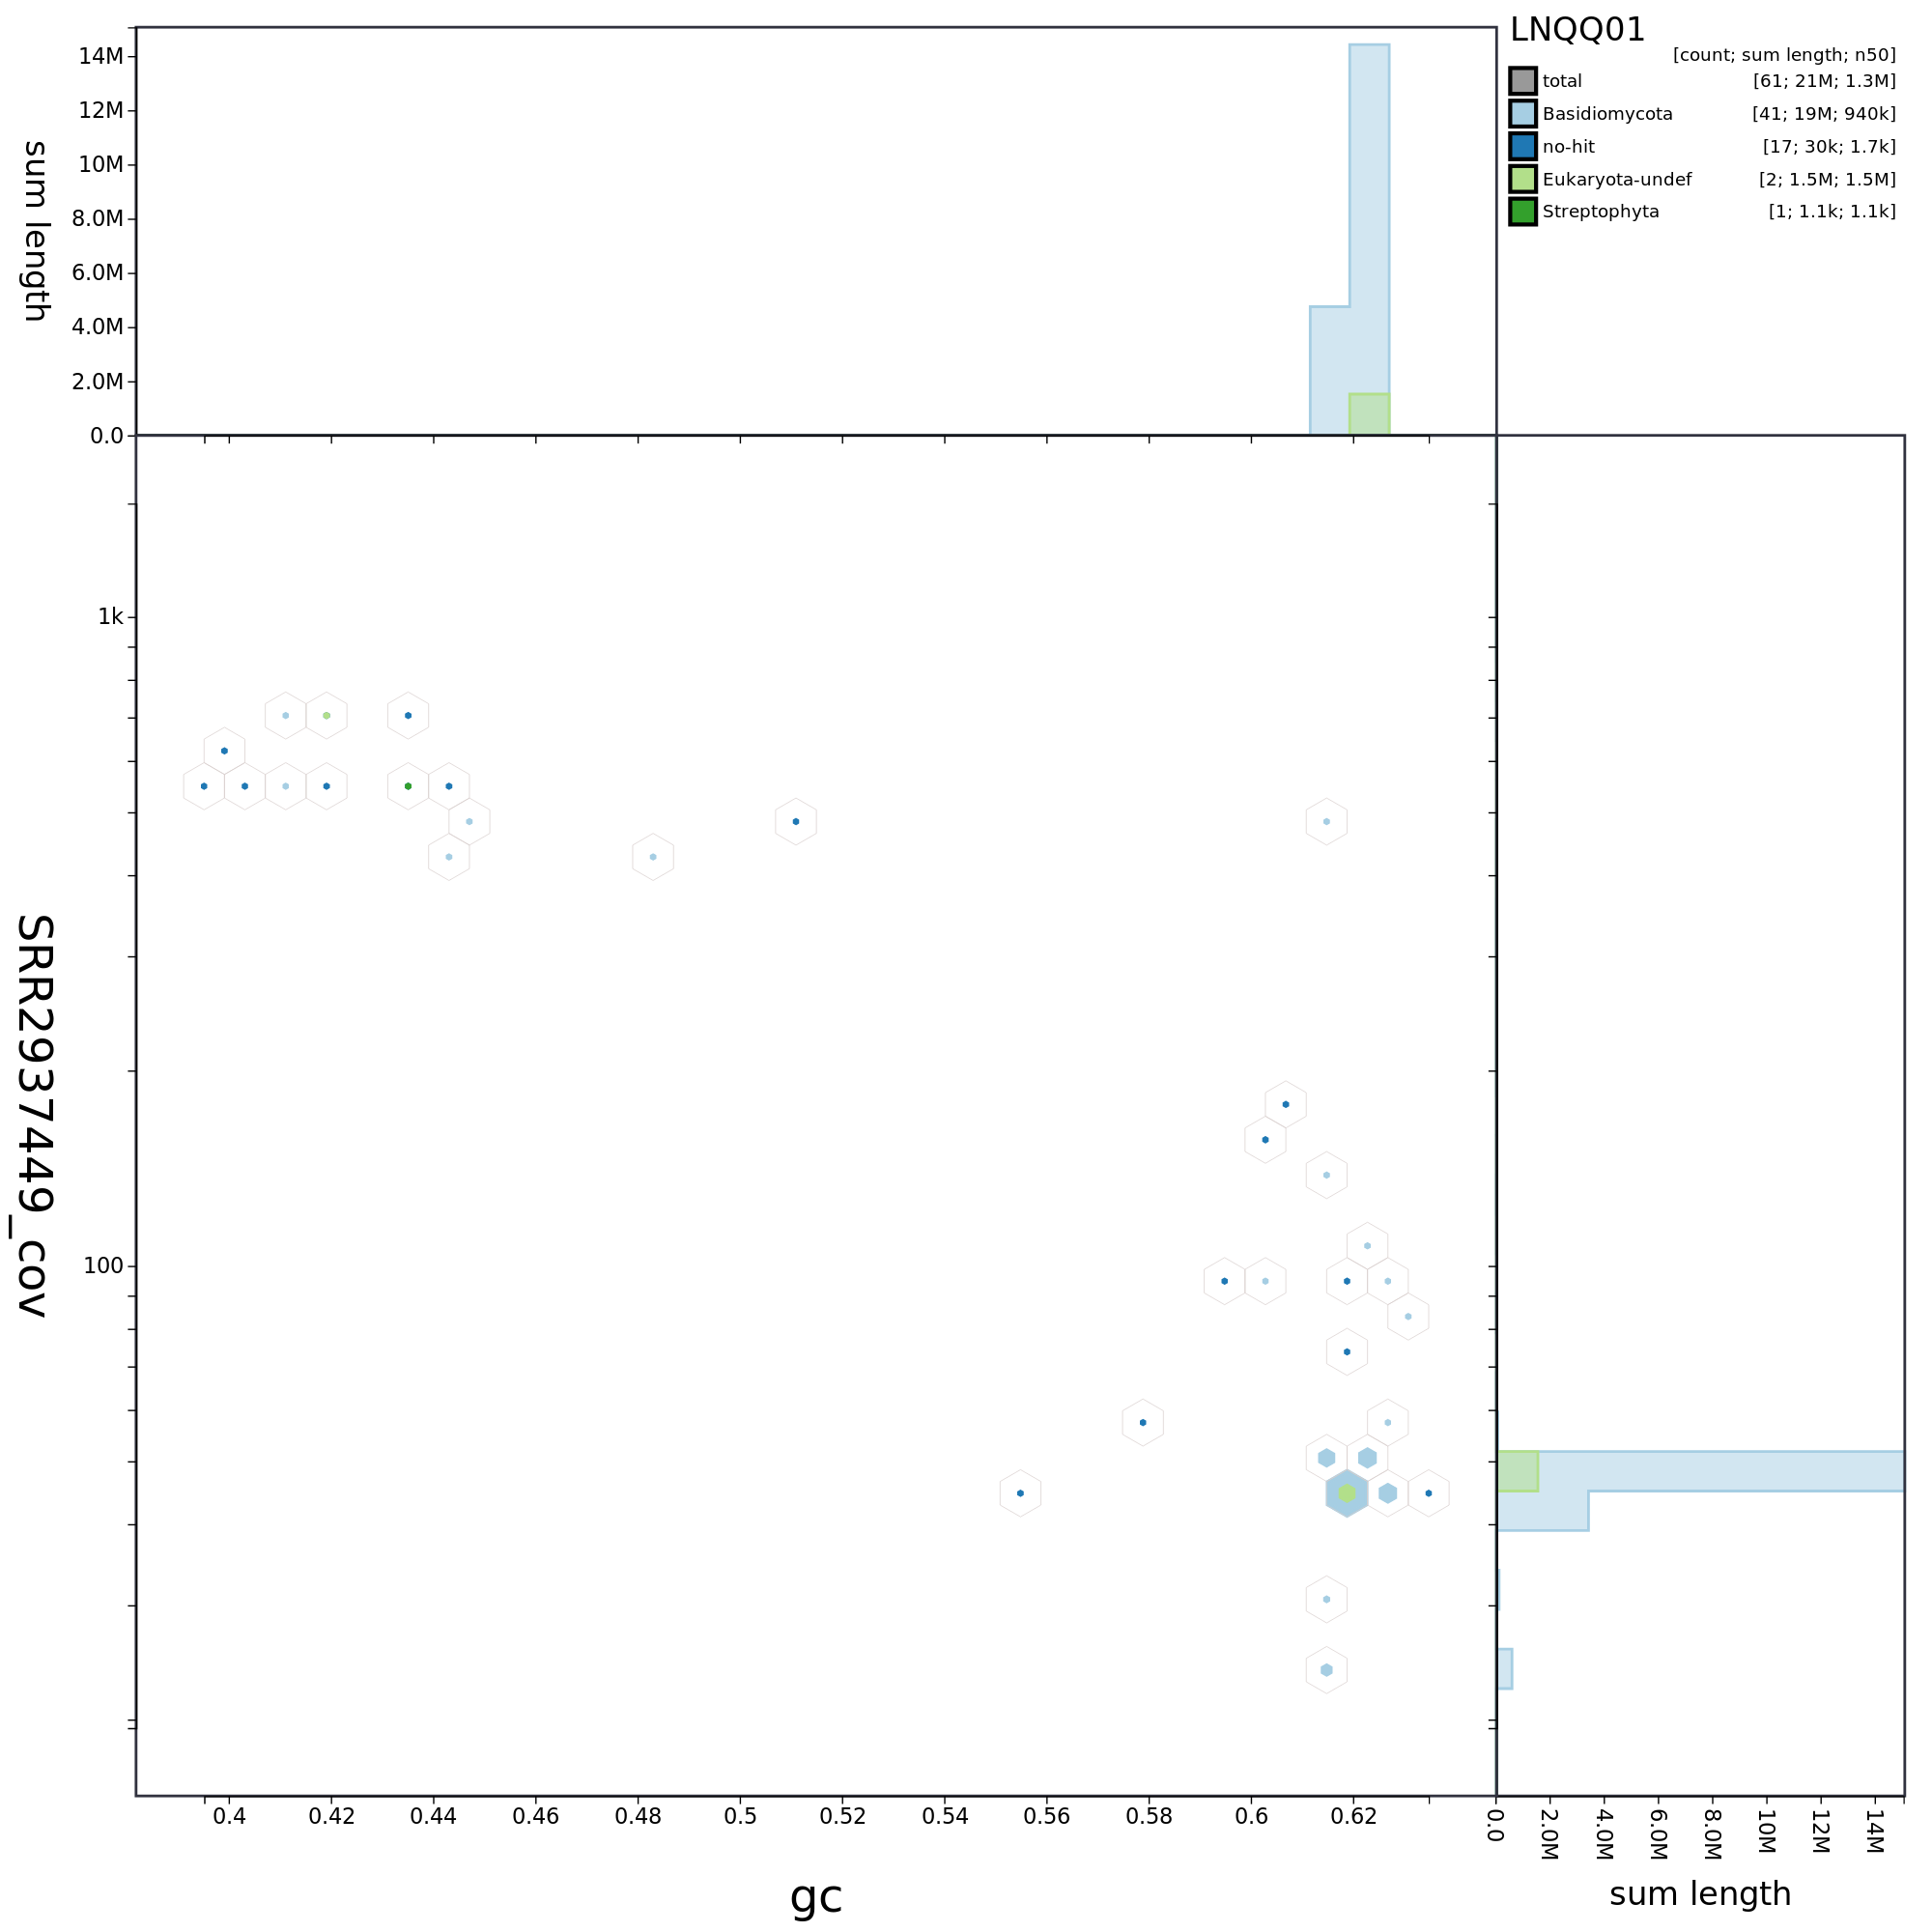 LNQQ01
[count; sum length; n50]
total [61; 21M; 1.3M]
Basidiomycota [41; 19M; 940k]
no-hit [17; 30k; 1.7k]
Eukaryota-undef [2; 1.5M; 1.5M]
Streptophyta [1; 1.1k; 1.1k]
sum length
14M
12M
10M
8.0M
6.0M
4.0M
2.0M
0.0
SRR2937449_cov
1k
100
0.4 0.42 0.44 0.46 0.48 0.5 0.52 0.54 0.56 0.58 0.6 0.62
gc
0.0 2.0M 4.0M 6.0M 8.0M 10M 12M 14M
sum length